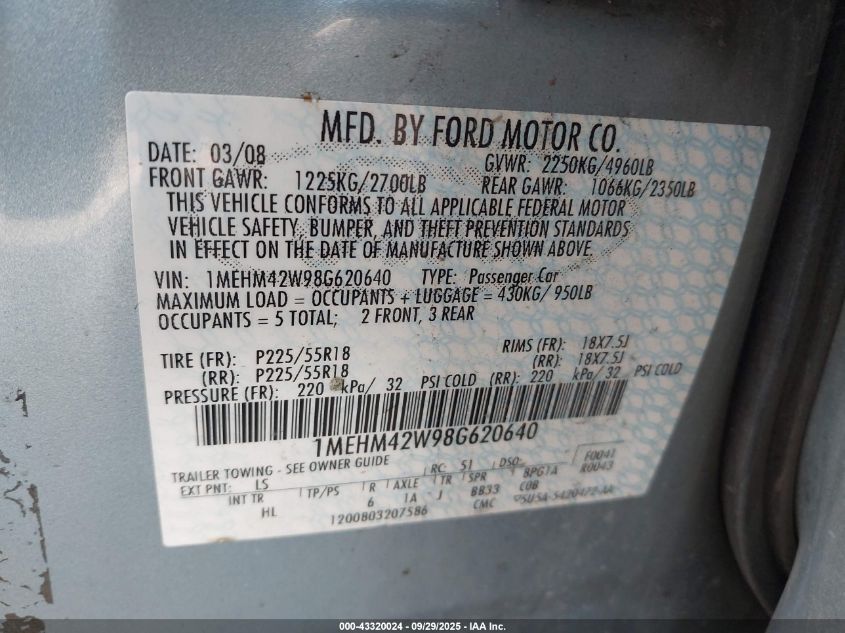 MFD. BY FORD MOTOR CO.
DATE: 03/08 GVWR: 2250KG/4960LB
FRONT GAWR: 1225KG/2700LB REAR GAWR: 1066KG/2350LB
THIS VEHICLE CONFORMS TO ALL APPLICABLE FEDERAL MOTOR
VEHICLE SAFETY, BUMPER, AND THEFT PREVENTION STANDARDS
IN EFFECT ON THE DATE OF MANUFACTURE SHOWN ABOVE.
VIN: 1MEHM42W98G620640 TYPE: Passenger Car
MAXIMUM LOAD = OCCUPANTS + LUGGAGE = 430KG/ 950LB
OCCUPANTS = 5 TOTAL; 2 FRONT, 3 REAR
TIRE (FR): P225/55R18 RIMS (FR): 18X7.5J
(RR): P225/55R18 (RR): 18X7.5J
PRESSURE (FR): 220 kPa/ 32 PSI COLD (RR): 220 kPa/ 32 PSI COLD
1MEHM42W98G620640
TRAILER TOWING - SEE OWNER GUIDE
EXT PNT: LS RC: 51 DSO: F0041
INT TR TP/PS R AXLE TR SPR BPG1A R0043
HL 6 1A J BB33 COB
1200803207586 CMC
000-43320024 - 09/29/2025 - IAA Inc.